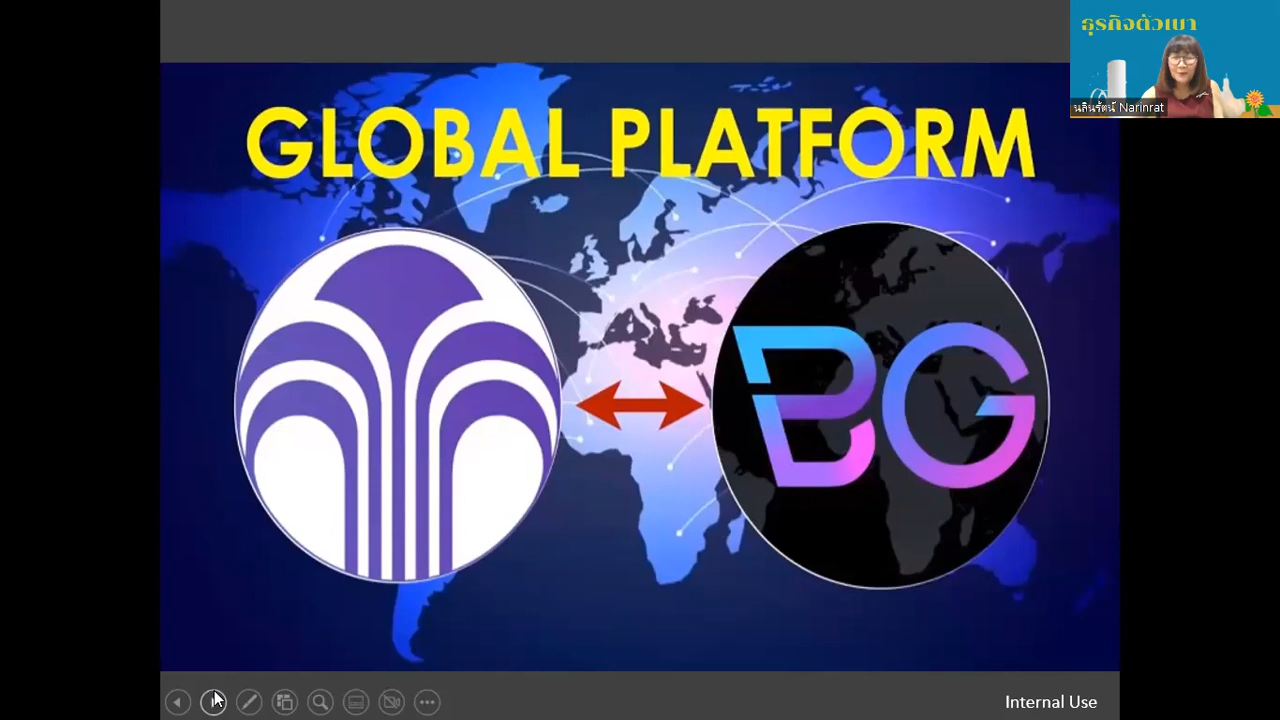 GLOBAL PLATFORM
BG
ธุรกิจตัวเบา
นลินรัตน์ Narinrat
Internal Use